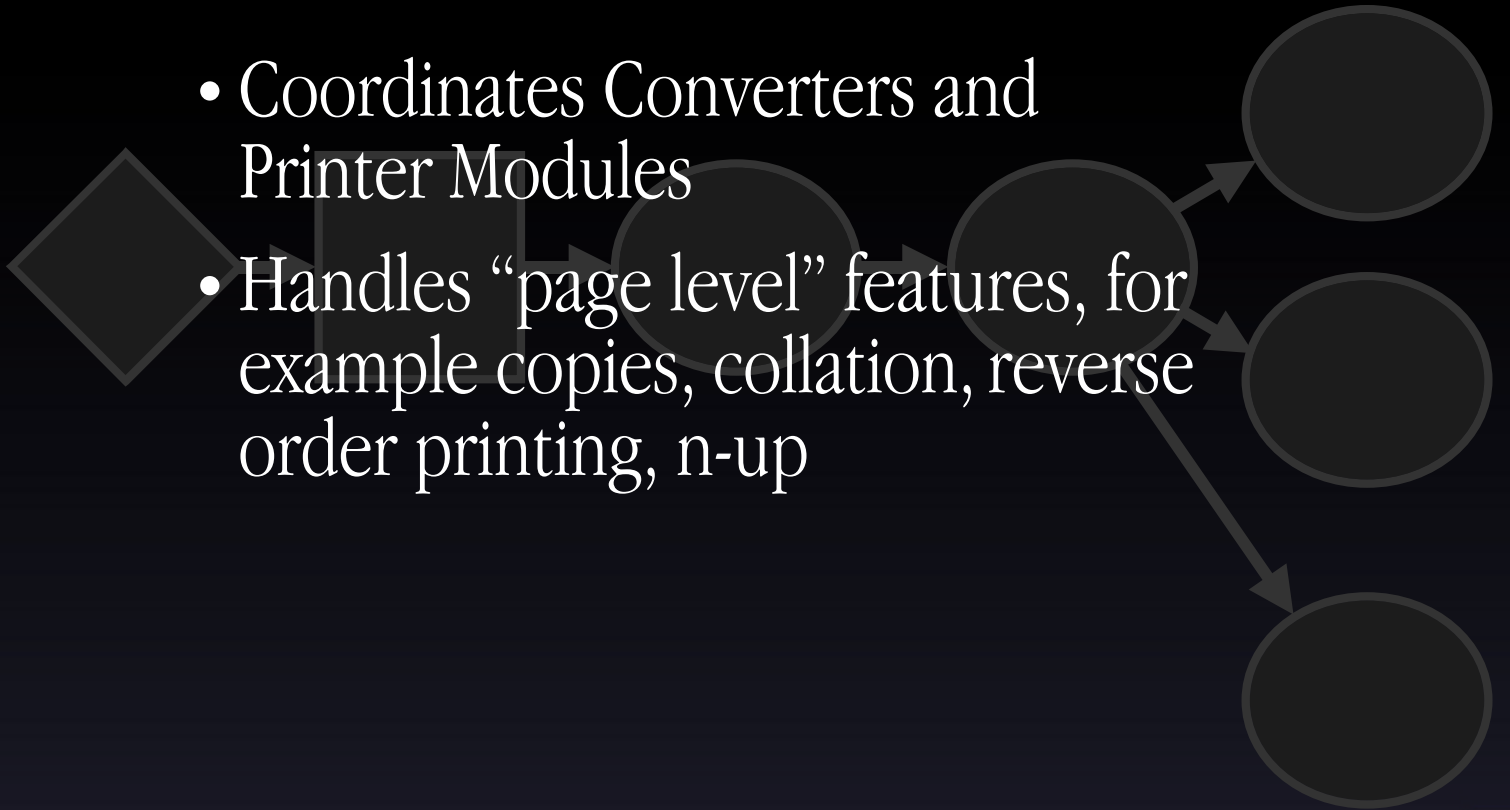 • Coordinates Converters and
Printer Modules
• Handles “page level” features, for
example copies, collation, reverse
order printing, n-up